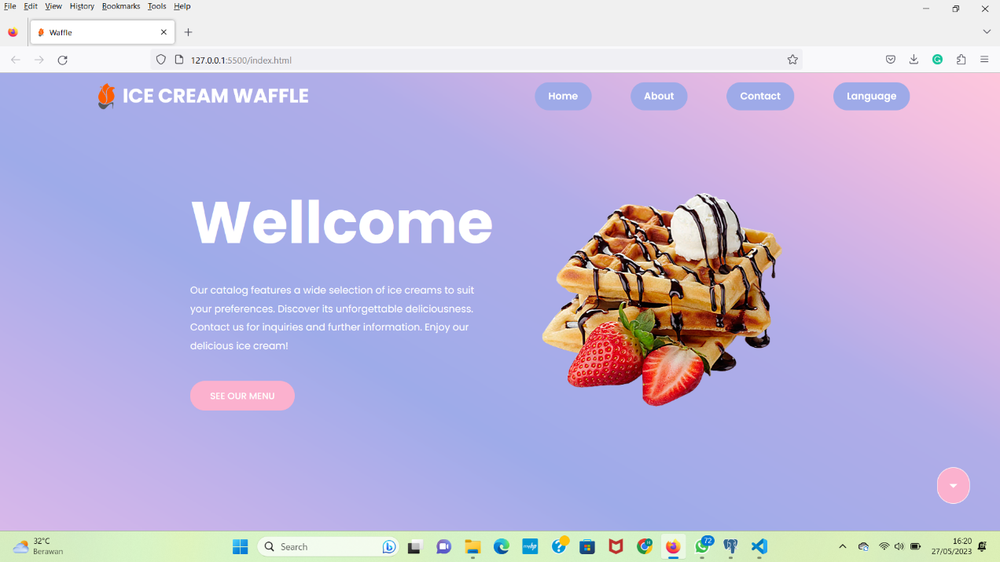 File Edit View History Bookmarks Tools Help
Waffle
127.0.0.1:5500/index.html
ICE CREAM WAFFLE
Home About Contact Language
Wellcome
Our catalog features a wide selection of ice creams to suit
your preferences. Discover its unforgettable deliciousness.
Contact us for inquiries and further information. Enjoy our
delicious ice cream!
SEE OUR MENU
32°C
Berawan
Search
myhp
72
16:20
27/05/2023